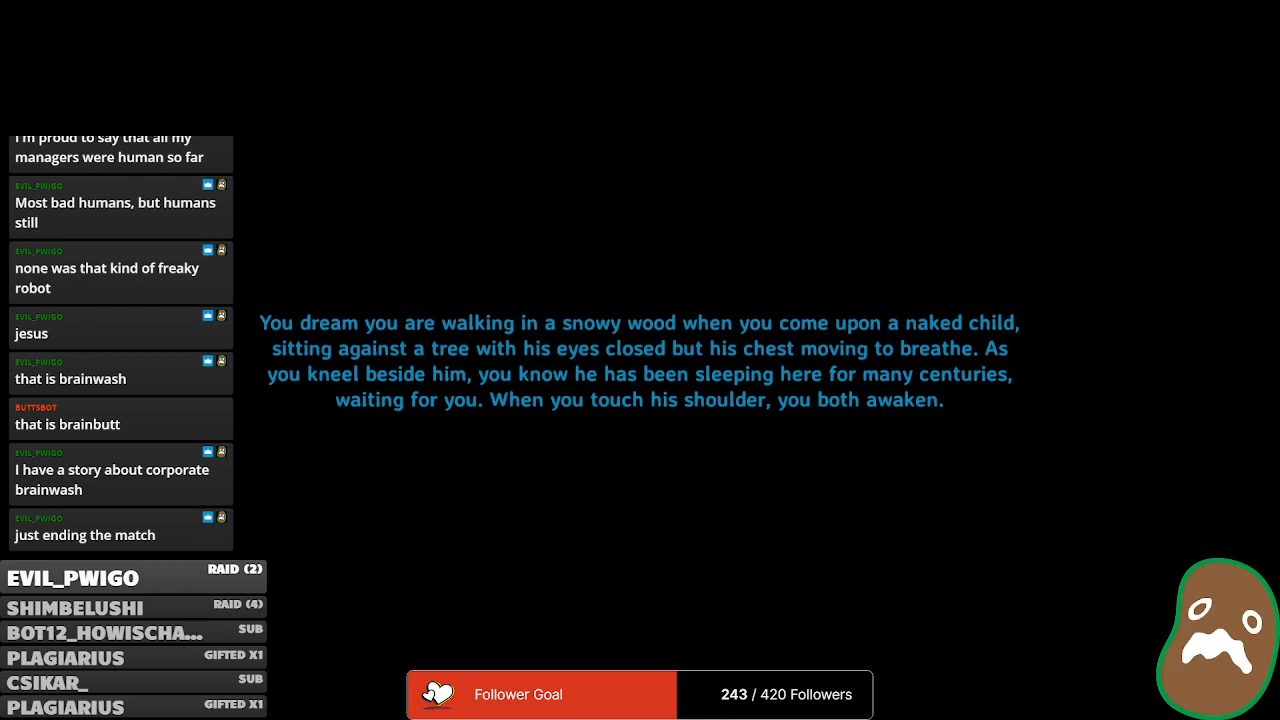 I'm proud to say that all my
managers were human so far
EVIL_PWIGO
Most bad humans, but humans
still
EVIL_PWIGO
none was that kind of freaky
robot
EVIL_PWIGO
jesus
EVIL_PWIGO
that is brainwash
BUTTSBOT
that is brainbutt
EVIL_PWIGO
I have a story about corporate
brainwash
EVIL_PWIGO
just ending the match
EVIL_PWIGO RAID (2)
SHIMBELUSHI RAID (4)
BOT12_HOWISCHA... SUB
PLAGIARIUS GIFTED X1
CSIKAR_ SUB
PLAGIARIUS GIFTED X1
You dream you are walking in a snowy wood when you come upon a naked child,
sitting against a tree with his eyes closed but his chest moving to breathe. As
you kneel beside him, you know he has been sleeping here for many centuries,
waiting for you. When you touch his shoulder, you both awaken.
Follower Goal 243 / 420 Followers